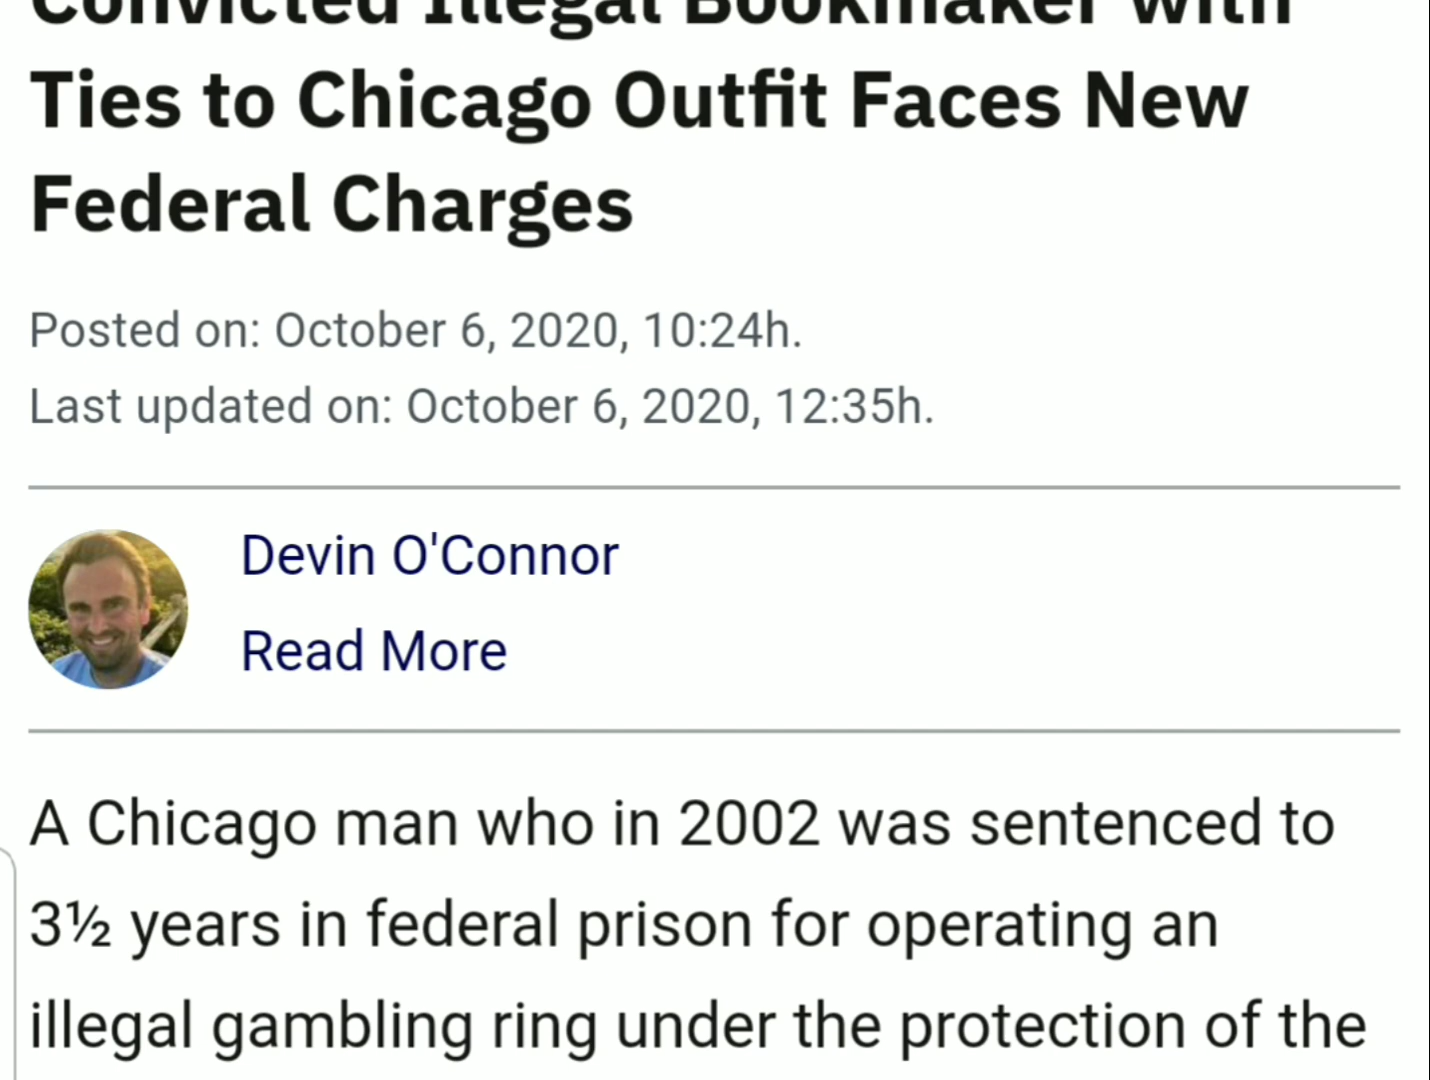 Convicted Illegal Bookmaker with
Ties to Chicago Outfit Faces New
Federal Charges
Posted on: October 6, 2020, 10:24h.
Last updated on: October 6, 2020, 12:35h.
Devin O'Connor
Read More
A Chicago man who in 2002 was sentenced to
3½ years in federal prison for operating an
illegal gambling ring under the protection of the